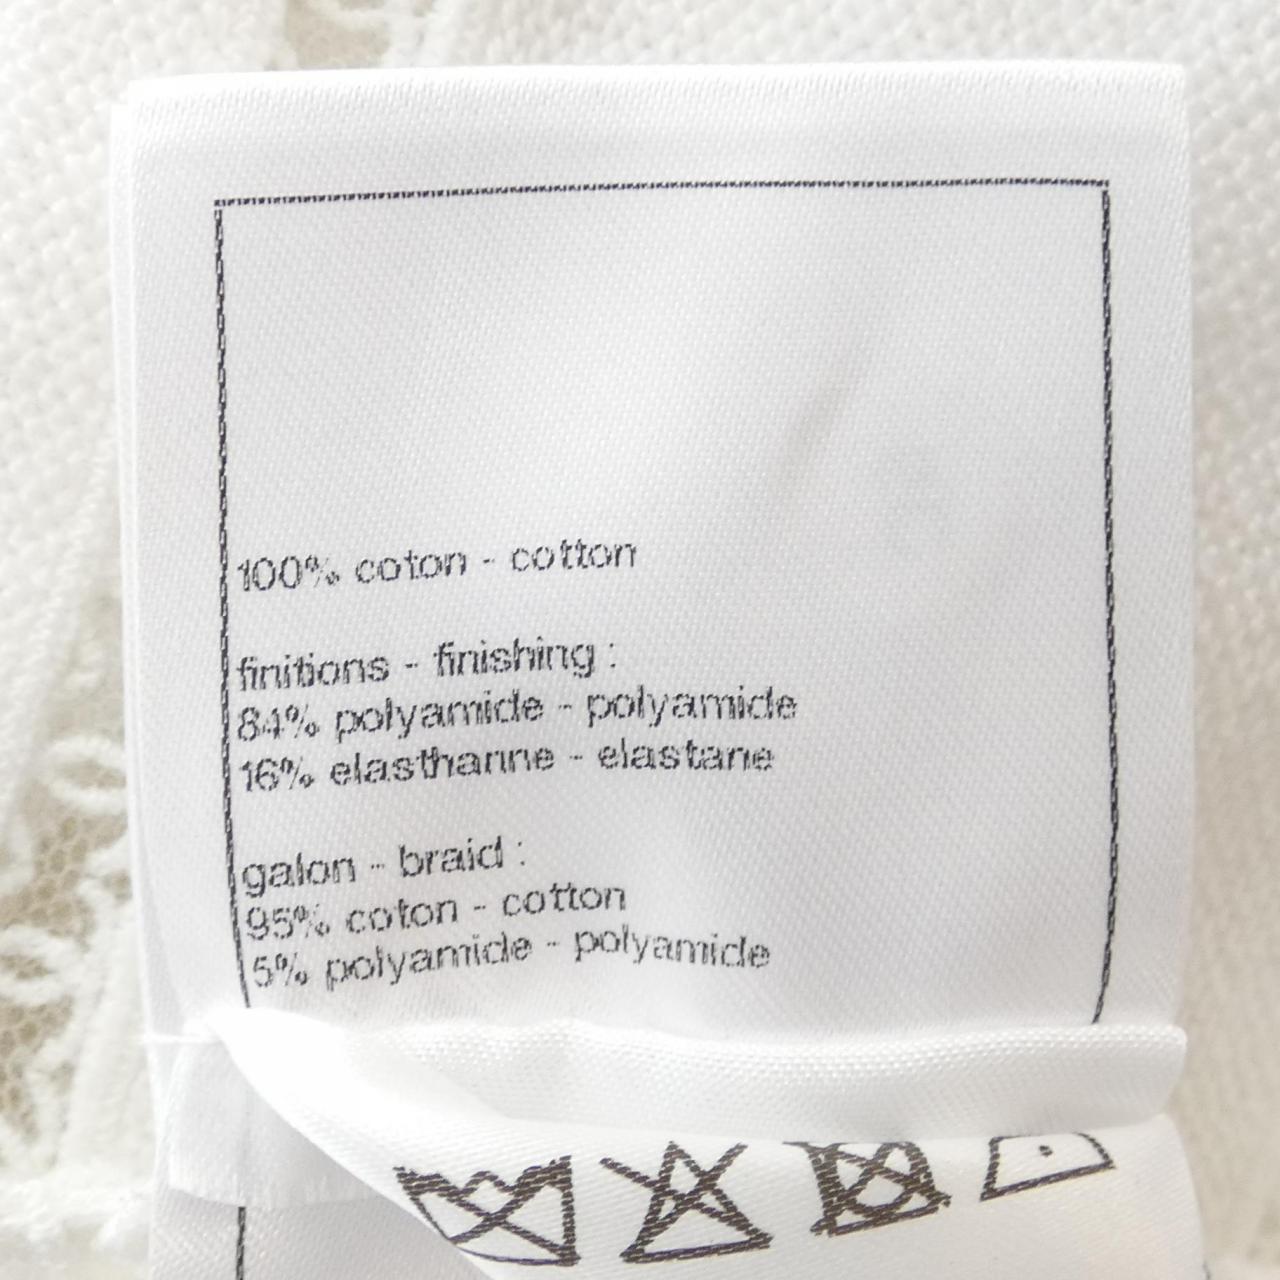 100% coton - cotton
finitions - finishing :
84% polyamide - polyamide
16% elasthanne - elastane
galon - braid :
95% coton - cotton
5% polyamide - polyamide